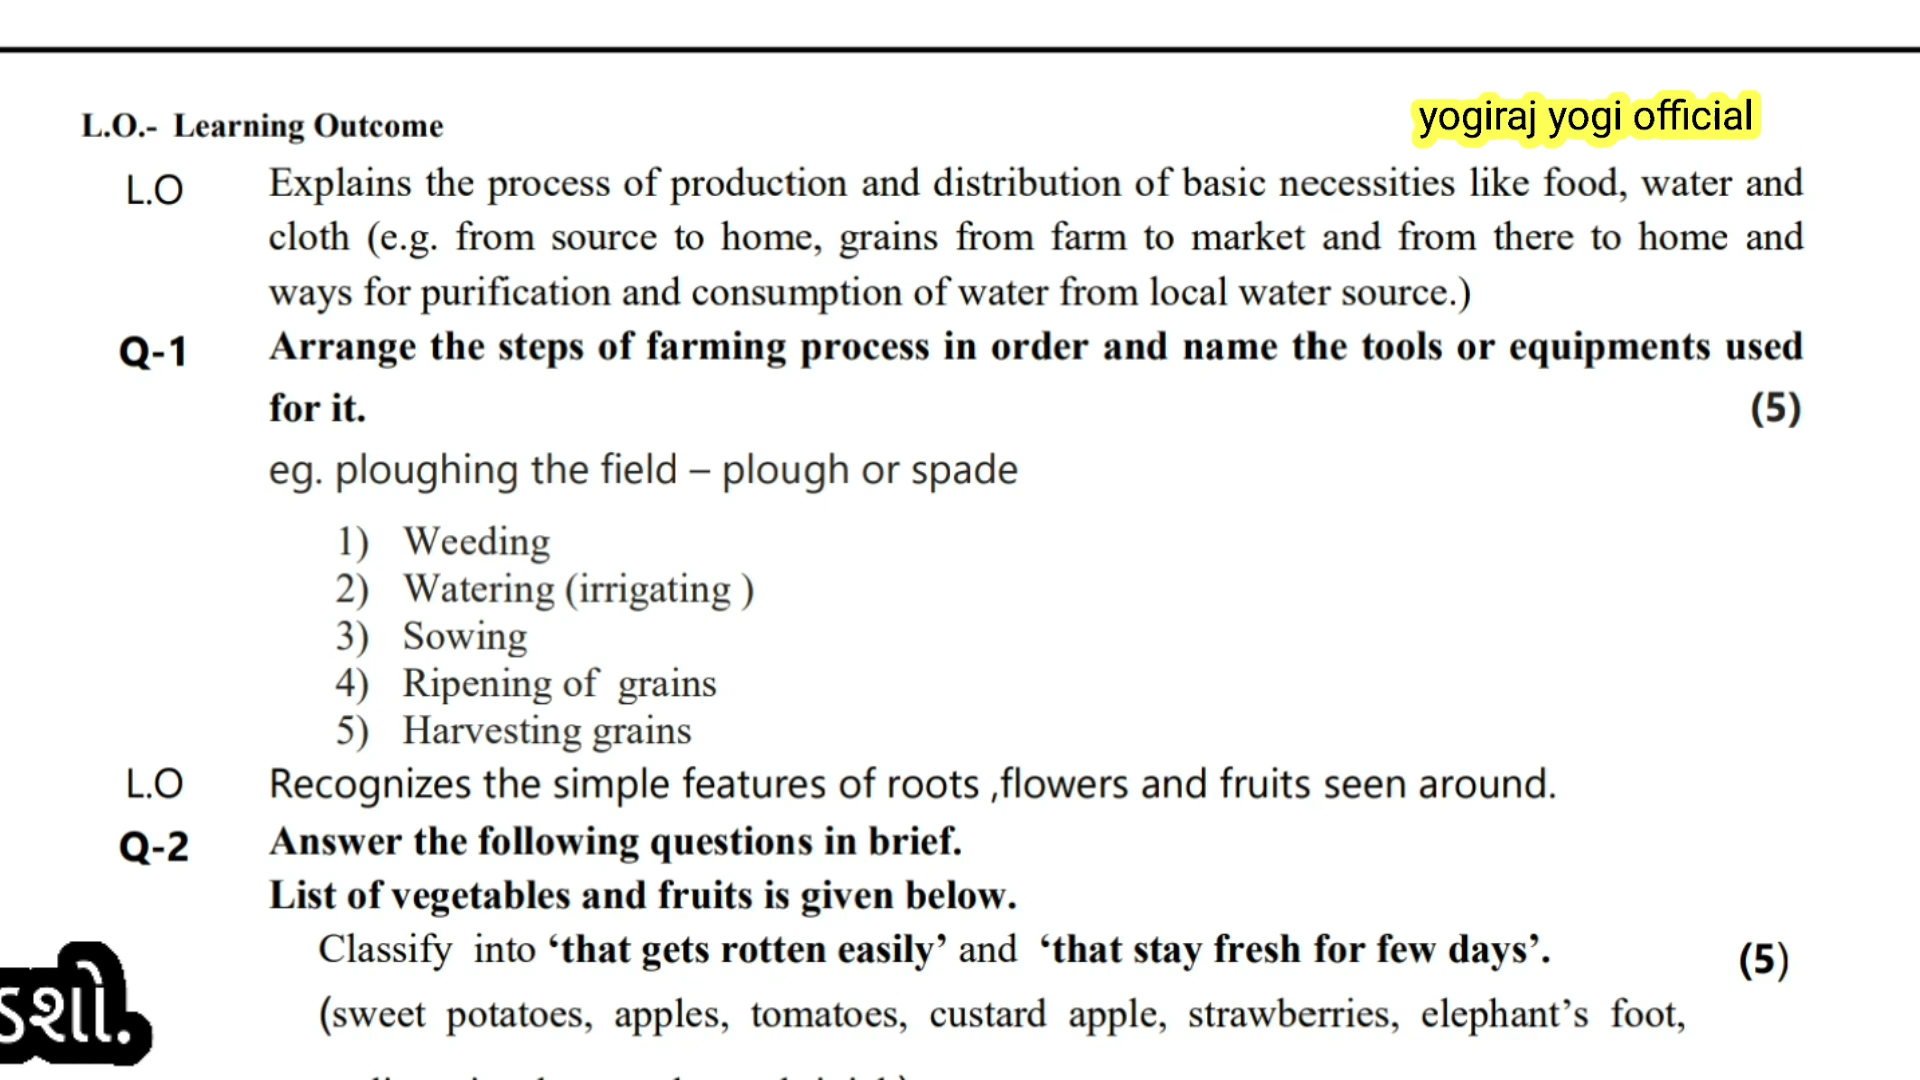 L.O.- Learning Outcome
yogiraj yogi official
L.O Explains the process of production and distribution of basic necessities like food, water and
cloth (e.g. from source to home, grains from farm to market and from there to home and
ways for purification and consumption of water from local water source.)
Q-1 Arrange the steps of farming process in order and name the tools or equipments used
for it. (5)
eg. ploughing the field – plough or spade
1) Weeding
2) Watering (irrigating )
3) Sowing
4) Ripening of grains
5) Harvesting grains
L.O Recognizes the simple features of roots ,flowers and fruits seen around.
Q-2 Answer the following questions in brief.
List of vegetables and fruits is given below.
Classify into ‘that gets rotten easily’ and ‘that stay fresh for few days’. (5)
(sweet potatoes, apples, tomatoes, custard apple, strawberries, elephant’s foot,